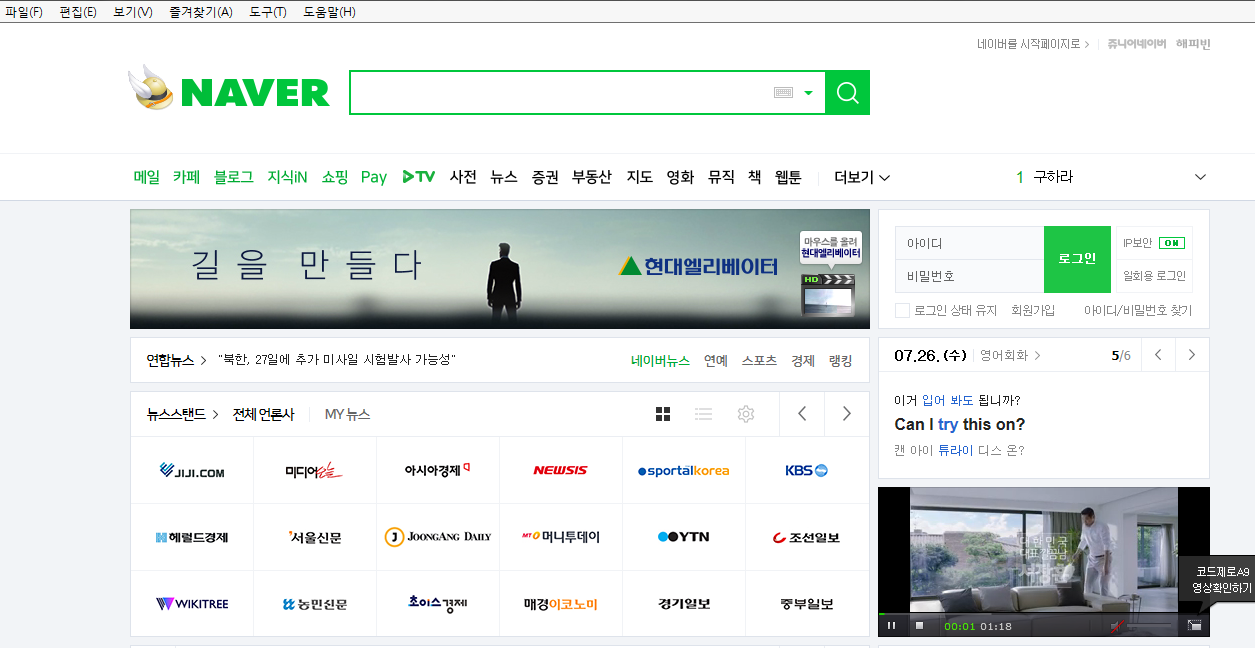 파일(F) 편집(E) 보기(V) 즐겨찾기(A) 도구(T) 도움말(H)
네이버를 시작페이지로 > 쥬니어네이버 해피빈
NAVER
메일 카페 블로그 지식iN 쇼핑 Pay TV 사전 뉴스 증권 부동산 지도 영화 뮤직 책 웹툰 더보기
1 구하라
길을 만들다
현대엘리베이터
마우스를 올려
현대엘리베이터
HD
아이디
비밀번호
로그인
IP보안 ON
일회용 로그인
로그인 상태 유지 회원가입 아이디/비밀번호 찾기
연합뉴스 > "북한, 27일에 추가 미사일 시험발사 가능성"
네이버뉴스 연예 스포츠 경제 랭킹
07.26. (수) 영어회화 > 5/6
이거 입어 봐도 됩니까?
Can I try this on?
캔 아이 튜라이 디스 온?
뉴스스탠드 > 전체 언론사 MY 뉴스
JIJI.COM 미디어오늘 아시아경제 NEWSIS sportalkorea KBS
헤럴드경제 서울신문 JOONGANG DAILY MT 머니투데이 YTN 조선일보
WIKITREE 농민신문 초이스경제 매경이코노미 경기일보 중부일보
대한민국
코드제로A9
영상확인하기
00:01 01:18